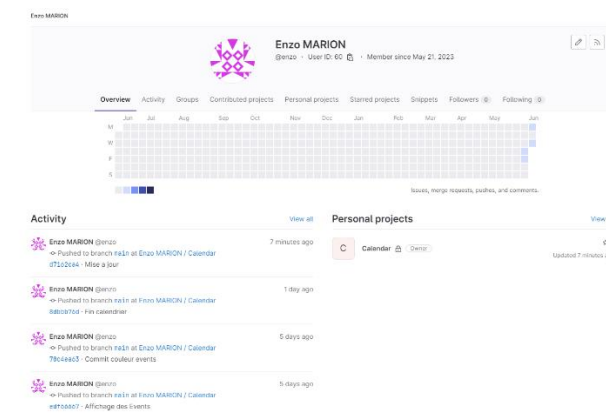 Enzo MARION
Enzo MARION
@enzo · User ID: 60 · Member since May 21, 2023
Overview Activity Groups Contributed projects Personal projects Starred projects Snippets Followers 0 Following 0
Jun Jul Aug Sep Oct Nov Dec Jan Feb Mar Apr May Jun
M
W
F
S
Issues, merge requests, pushes, and comments.
Activity View all
Enzo MARION @enzo 7 minutes ago
Pushed to branch main at Enzo MARION / Calendar
· Mise a jour
Enzo MARION @enzo 1 day ago
Pushed to branch main at Enzo MARION / Calendar
· Fin calendrier
Enzo MARION @enzo 5 days ago
Pushed to branch main at Enzo MARION / Calendar
· Commit couleur events
Enzo MARION @enzo 5 days ago
Pushed to branch main at Enzo MARION / Calendar
· Affichage des Events
Personal projects View
C Calendar Owner
Updated 7 minutes